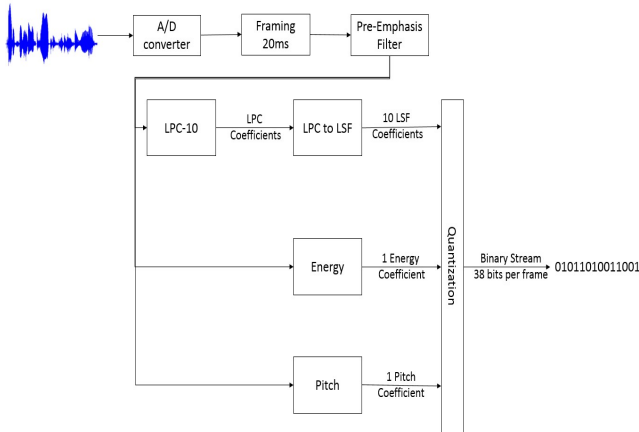 A/D
converter
Framing
20ms
Pre-Emphasis
Filter
LPC-10
LPC
Coefficients
LPC to LSF
10 LSF
Coefficients
Energy
1 Energy
Coefficient
Pitch
1 Pitch
Coefficient
Quantization
Binary Stream
38 bits per frame
01011010011001